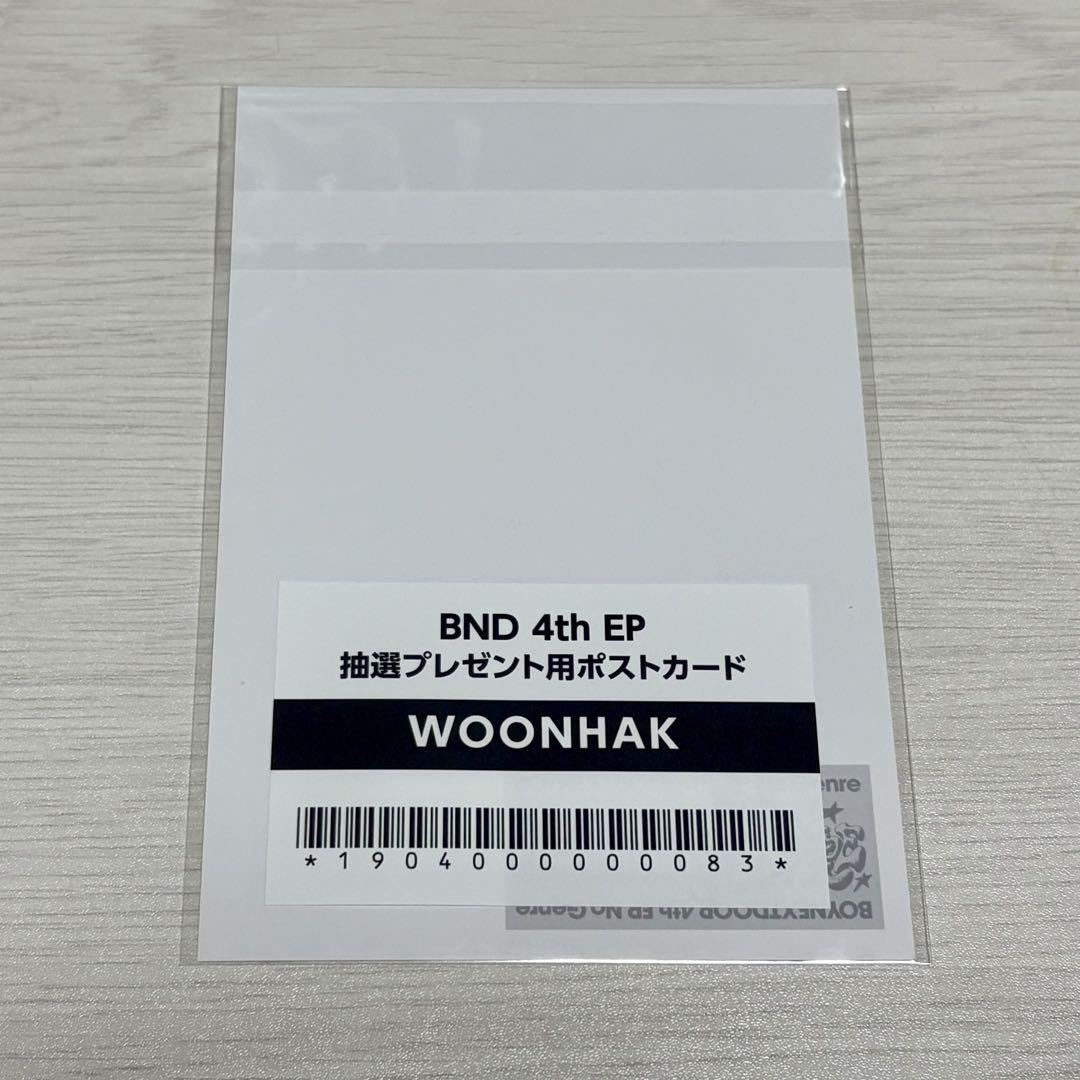 BND 4th EP
抽選プレゼント用ポストカード
WOONHAK
*1904000000083*
enre
BOYNEXTDOOR 4th EP No Genre